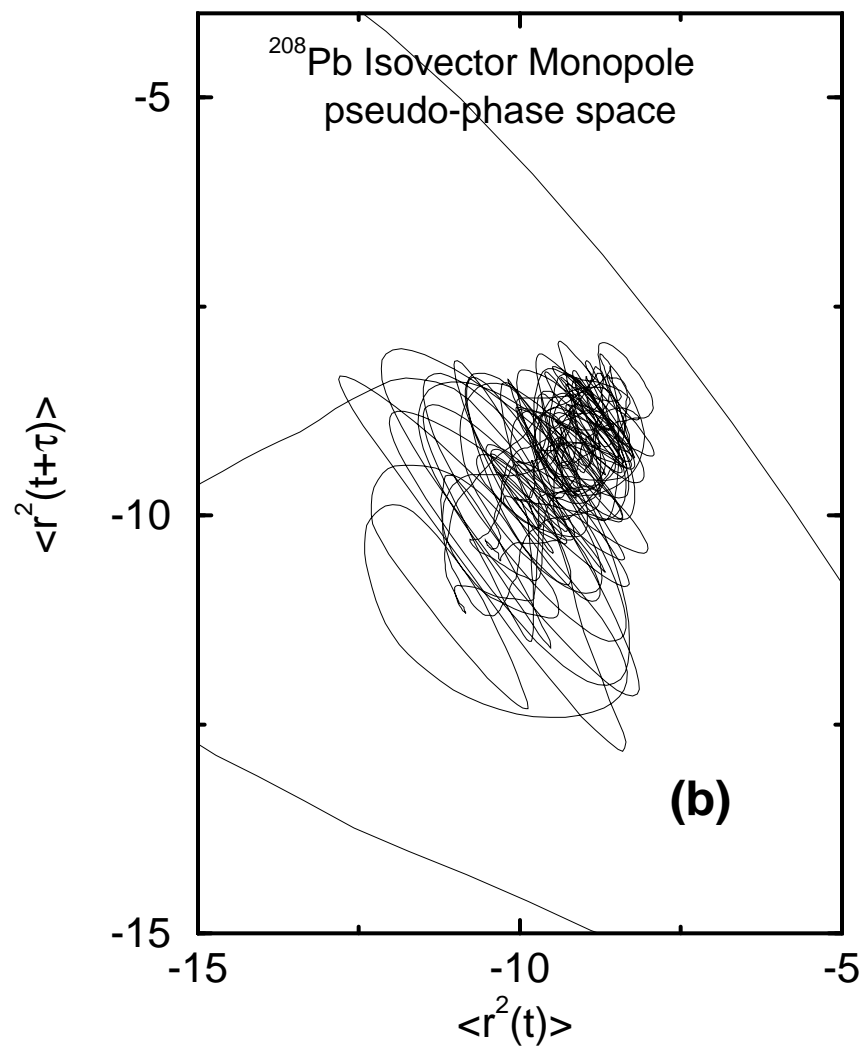 ²⁰⁸Pb Isovector Monopole
pseudo-phase space
-5
-10
-15
<r²(t+τ)>
(b)
-15
-10
-5
<r²(t)>